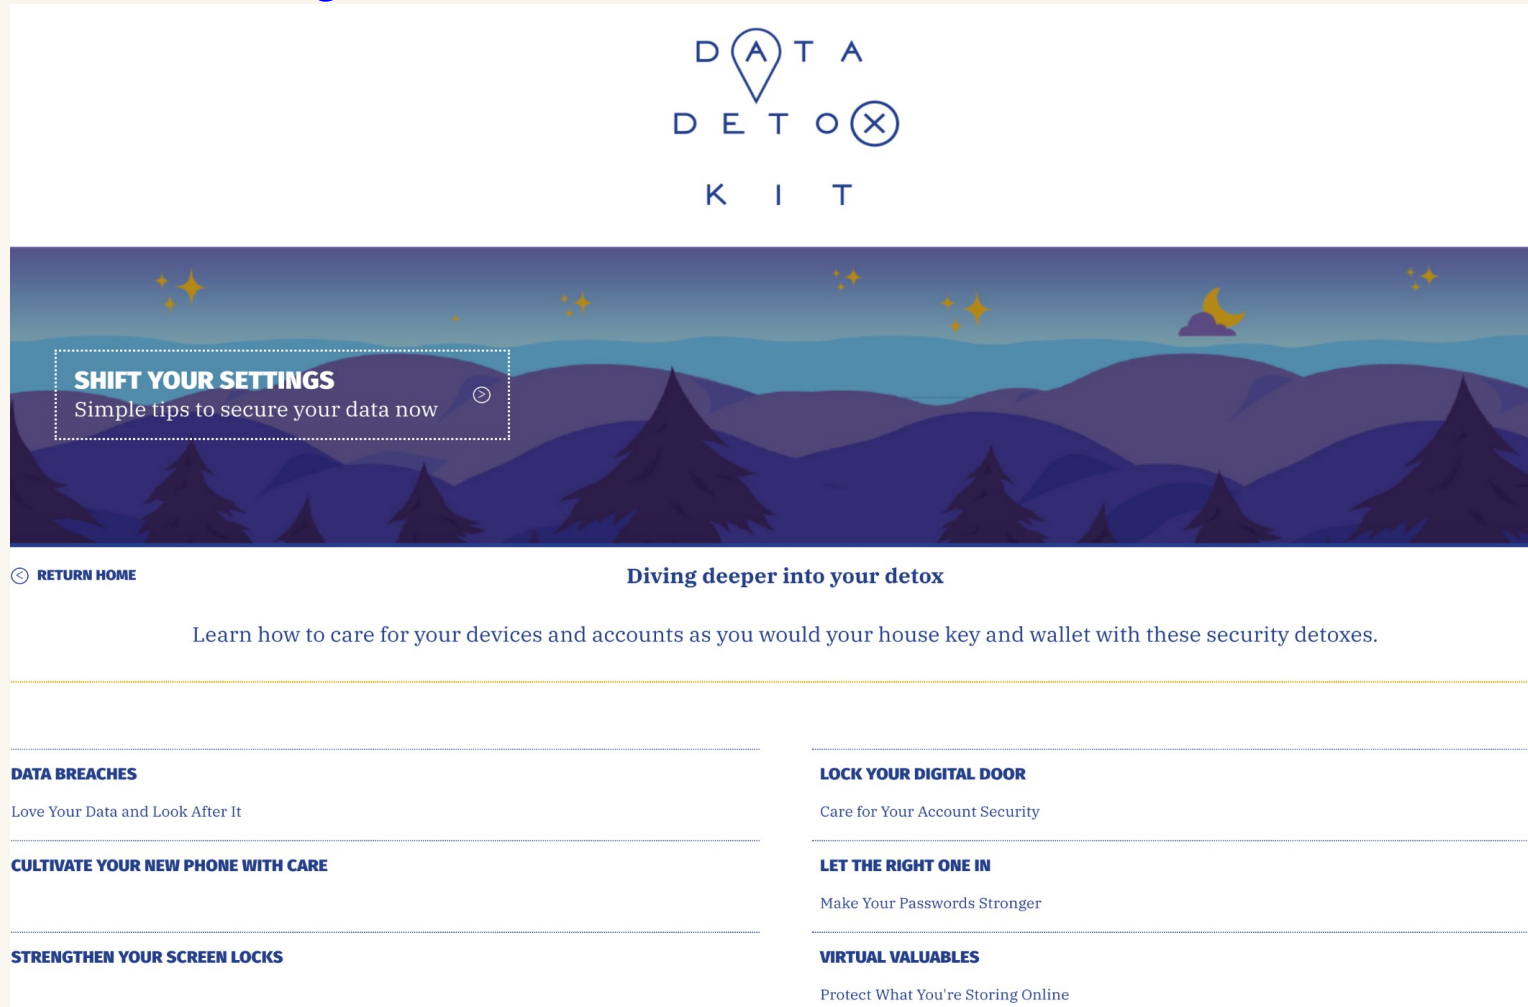 DATA
DETOX
KIT
SHIFT YOUR SETTINGS
Simple tips to secure your data now
RETURN HOME
Diving deeper into your detox
Learn how to care for your devices and accounts as you would your house key and wallet with these security detoxes.
DATA BREACHES
Love Your Data and Look After It
CULTIVATE YOUR NEW PHONE WITH CARE
STRENGTHEN YOUR SCREEN LOCKS
LOCK YOUR DIGITAL DOOR
Care for Your Account Security
LET THE RIGHT ONE IN
Make Your Passwords Stronger
VIRTUAL VALUABLES
Protect What You're Storing Online